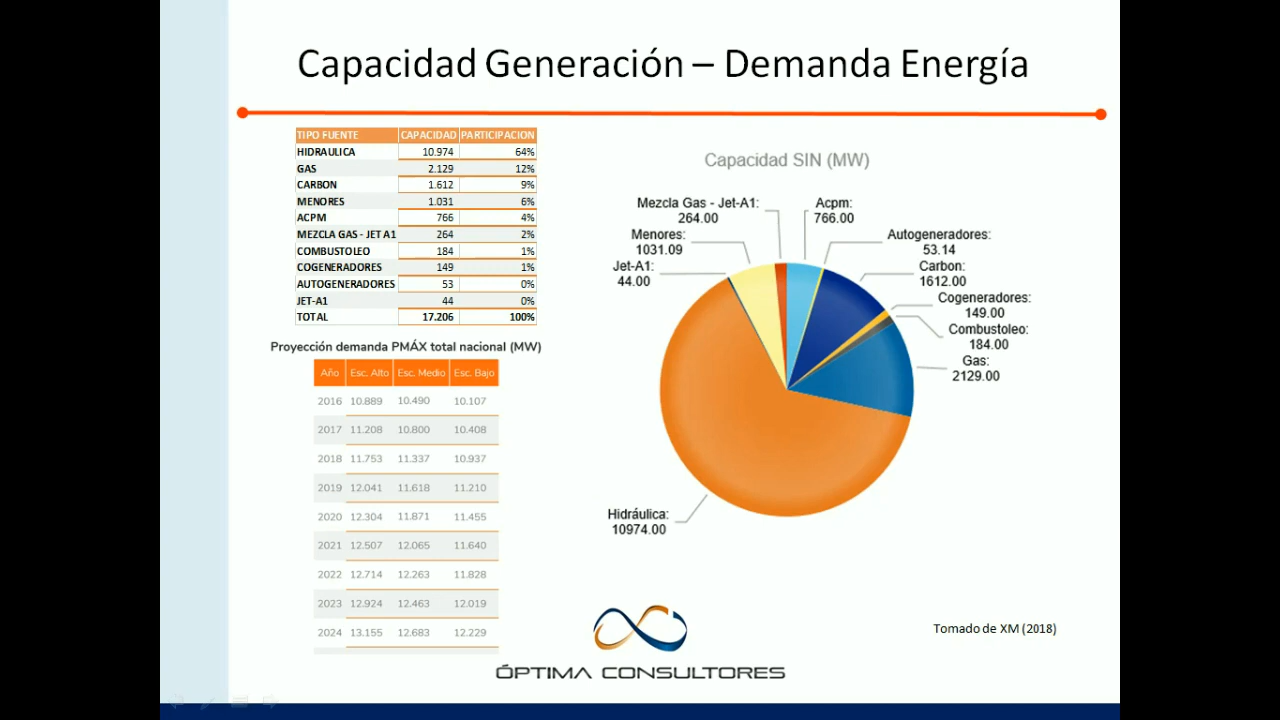 Capacidad Generación – Demanda Energía
TIPO FUENTE CAPACIDAD PARTICIPACION
HIDRAULICA 10.974 64%
GAS 2.129 12%
CARBON 1.612 9%
MENORES 1.031 6%
ACPM 766 4%
MEZCLA GAS - JET A1 264 2%
COMBUSTOLEO 184 1%
COGENERADORES 149 1%
AUTOGENERADORES 53 0%
JET-A1 44 0%
TOTAL 17.206 100%
Proyección demanda PMÁX total nacional (MW)
Año Esc. Alto Esc. Medio Esc. Bajo
2016 10.889 10.490 10.107
2017 11.208 10.800 10.408
2018 11.753 11.337 10.937
2019 12.041 11.618 11.210
2020 12.304 11.871 11.455
2021 12.507 12.065 11.640
2022 12.714 12.263 11.828
2023 12.924 12.463 12.019
2024 13.155 12.683 12.229
Capacidad SIN (MW)
Mezcla Gas - Jet-A1:
264.00
Acpm:
766.00
Menores:
1031.09
Autogeneradores:
53.14
Jet-A1:
44.00
Carbon:
1612.00
Cogeneradores:
149.00
Combustoleo:
184.00
Gas:
2129.00
Hidráulica:
10974.00
Tomado de XM (2018)
ÓPTIMA CONSULTORES